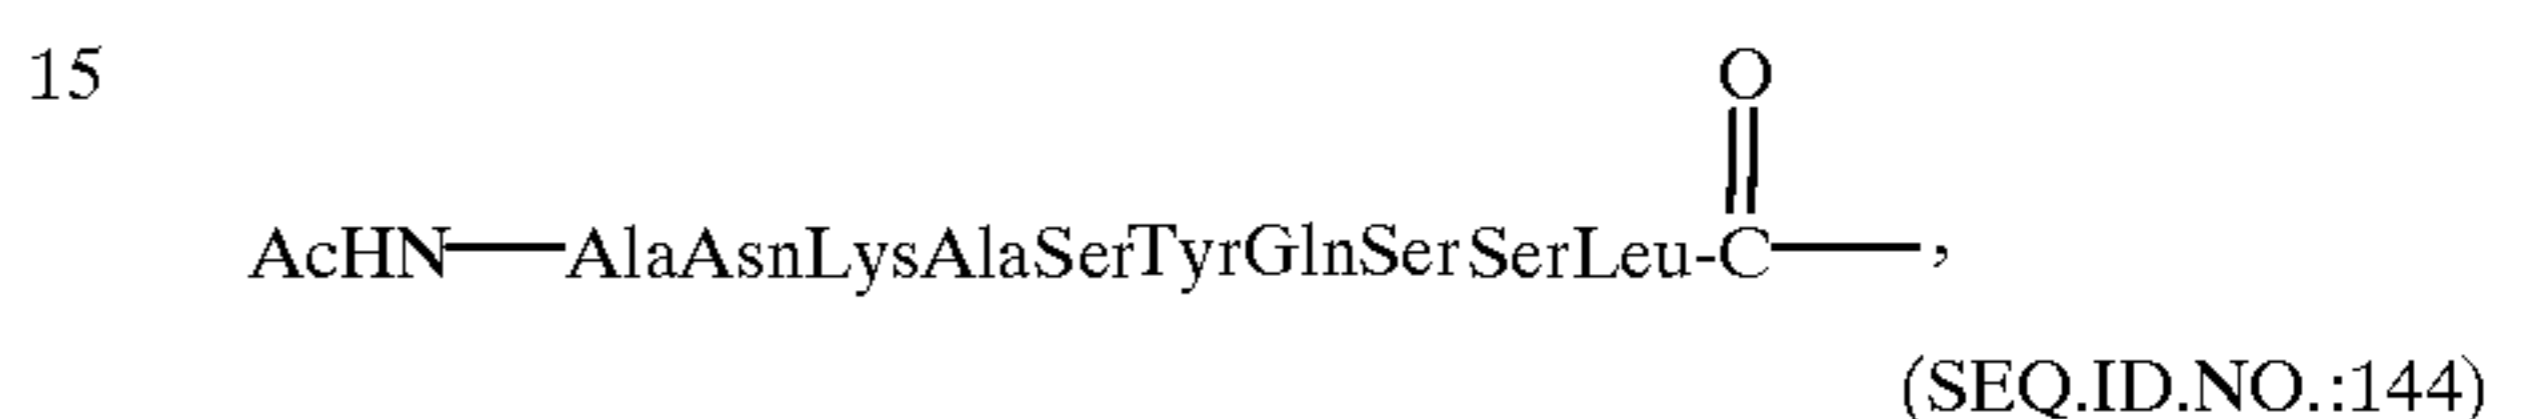 15
O
AcHN—AlaAsnLysAlaSerTyrGlnSerSerLeu-C—,
(SEQ.ID.NO.:144)